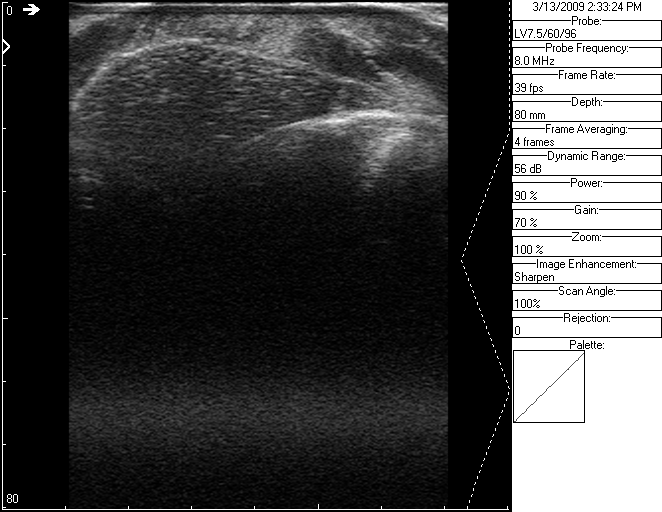 0
80
3/13/2009 2:33:24 PM
Probe:
LV7.5/60/96
Probe Frequency:
8.0 MHz
Frame Rate:
39 fps
Depth:
80 mm
Frame Averaging:
4 frames
Dynamic Range:
56 dB
Power:
90 %
Gain:
70 %
Zoom:
100 %
Image Enhancement:
Sharpen
Scan Angle:
100%
Rejection:
0
Palette: